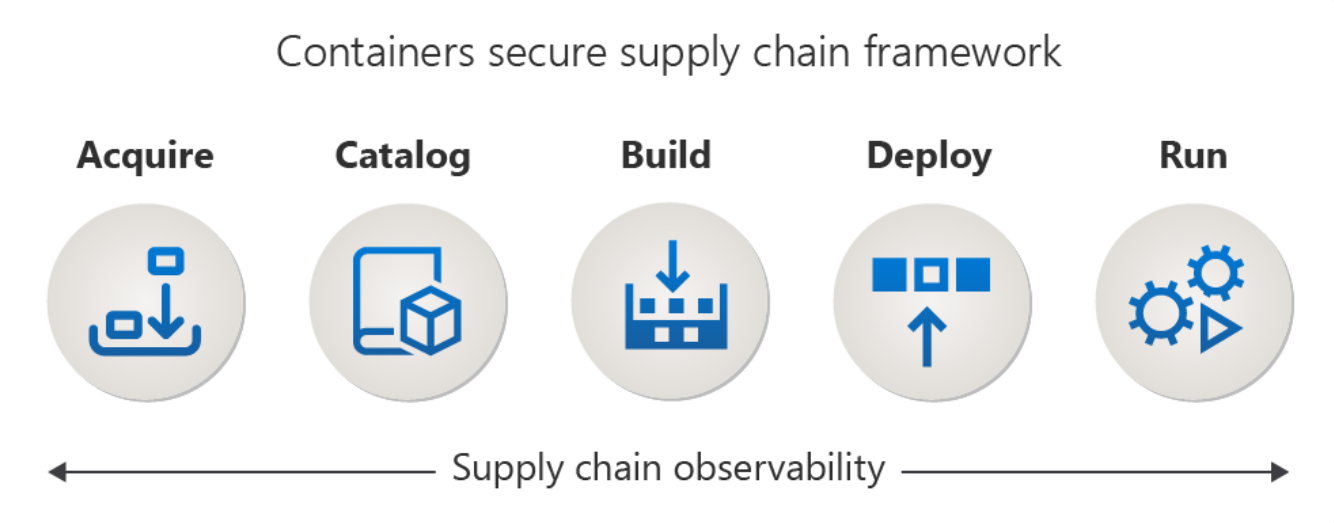 Containers secure supply chain framework
Acquire Catalog Build Deploy Run
Supply chain observability